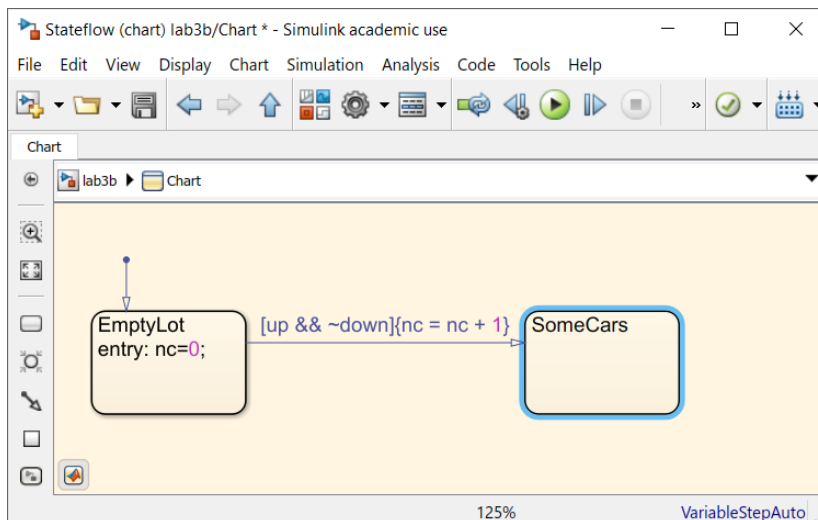 Stateflow (chart) lab3b/Chart * - Simulink academic use
File Edit View Display Chart Simulation Analysis Code Tools Help
»
Chart
lab3b Chart
EmptyLot
entry: nc=0;
[up && ~down]{nc = nc + 1}
SomeCars
125% VariableStepAuto